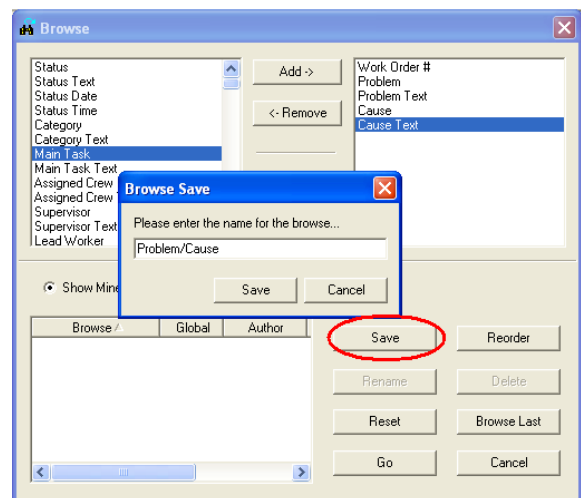 Browse
Status
Status Text
Status Date
Status Time
Category
Category Text
Main Task
Main Task Text
Assigned Crew
Assigned Crew
Supervisor
Supervisor Text
Lead Worker
Add ->
<- Remove
Work Order #
Problem
Problem Text
Cause
Cause Text
Browse Save
Please enter the name for the browse...
Problem/Cause
Save
Cancel
Show Mine
Browse
Global
Author
Save
Reorder
Rename
Delete
Reset
Browse Last
Go
Cancel